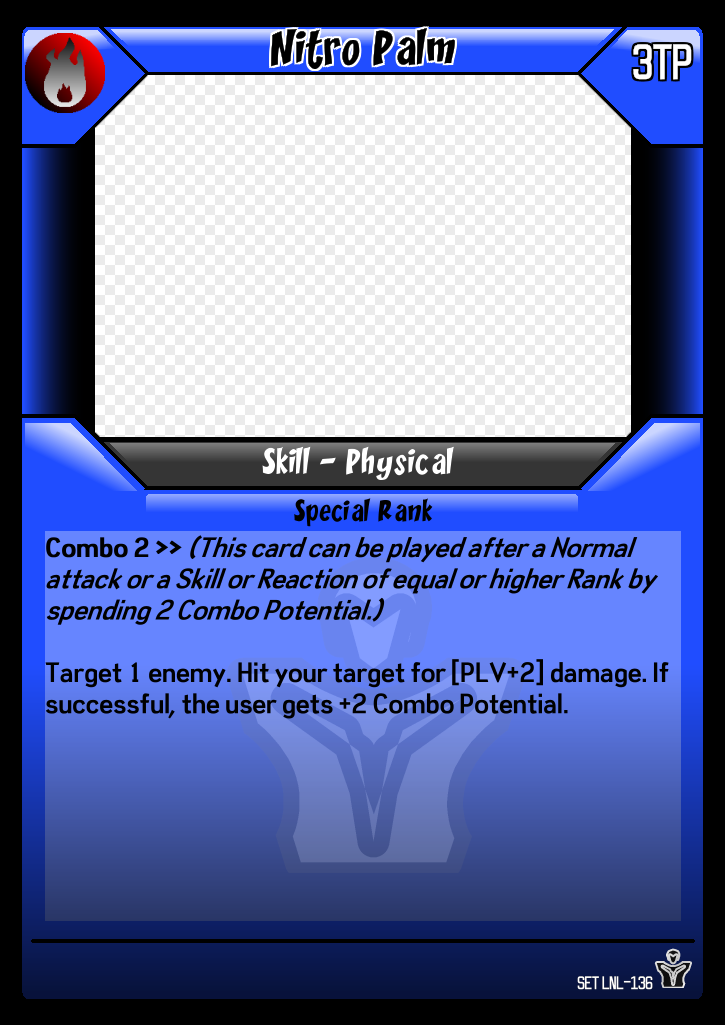 Nitro Palm
3TP
Skill - Physical
Special Rank
Combo 2 >> (This card can be played after a Normal
attack or a Skill or Reaction of equal or higher Rank by
spending 2 Combo Potential.)
Target 1 enemy. Hit your target for [PLV+2] damage. If
successful, the user gets +2 Combo Potential.
SET LNL-136